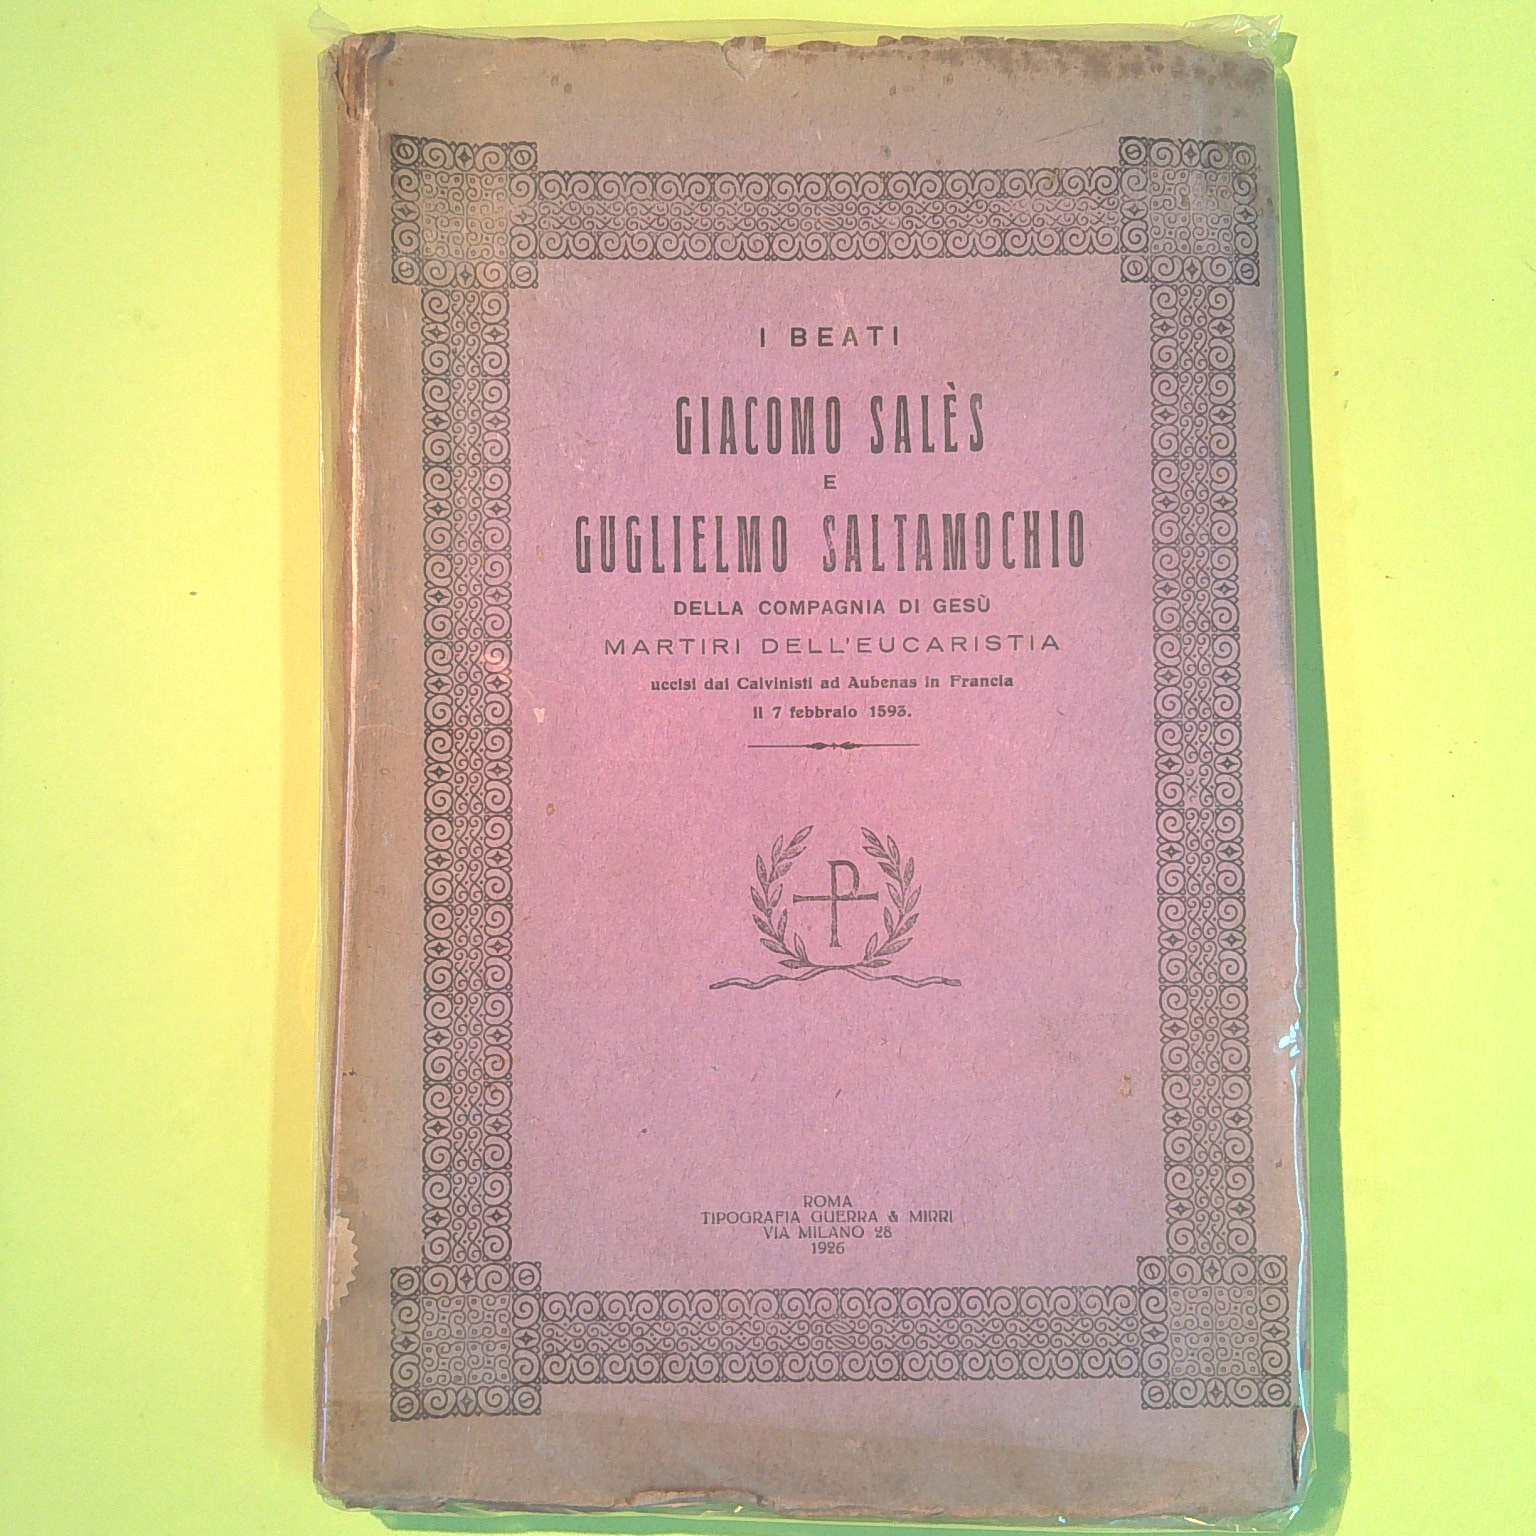 I BEATI
GIACOMO SALÈS
E
GUGLIELMO SALTAMOCHIO
DELLA COMPAGNIA DI GESÙ
MARTIRI DELL'EUCARISTIA
uccisi dai Calvinisti ad Aubenas in Francia
il 7 febbraio 1593.
ROMA
TIPOGRAFIA GUERRA & MIRRI
VIA MILANO 28
1926